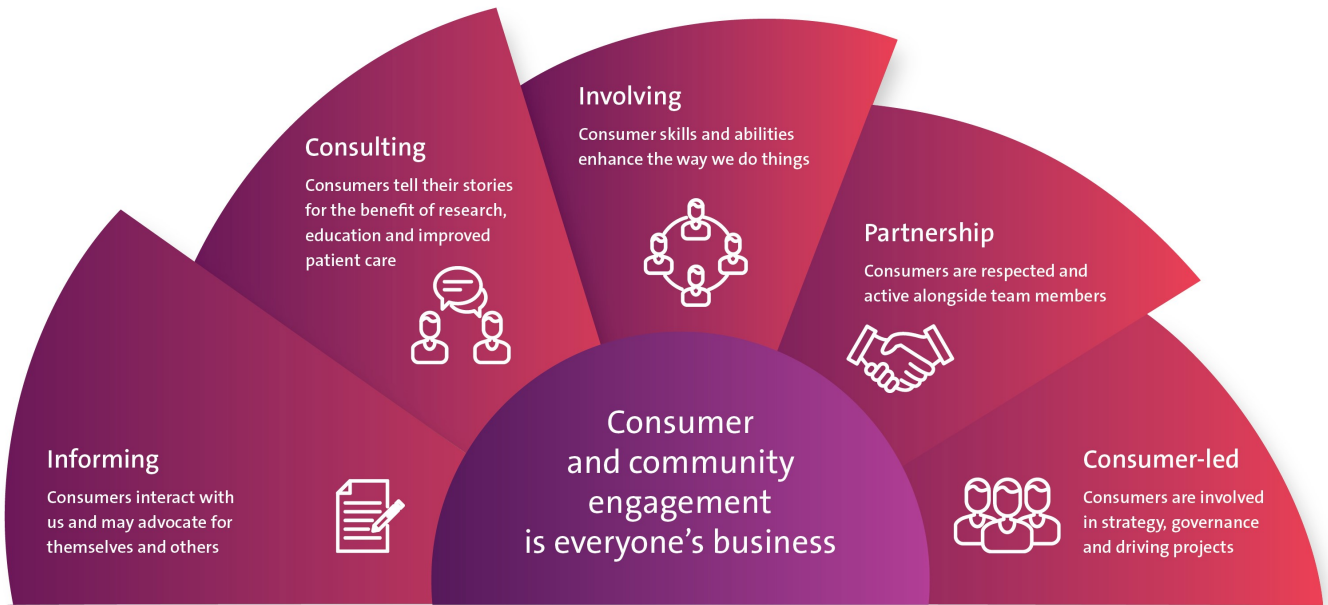 Informing
Consumers interact with
us and may advocate for
themselves and others
Consulting
Consumers tell their stories
for the benefit of research,
education and improved
patient care
Involving
Consumer skills and abilities
enhance the way we do things
Partnership
Consumers are respected and
active alongside team members
Consumer-led
Consumers are involved
in strategy, governance
and driving projects
Consumer
and community
engagement
is everyone’s business